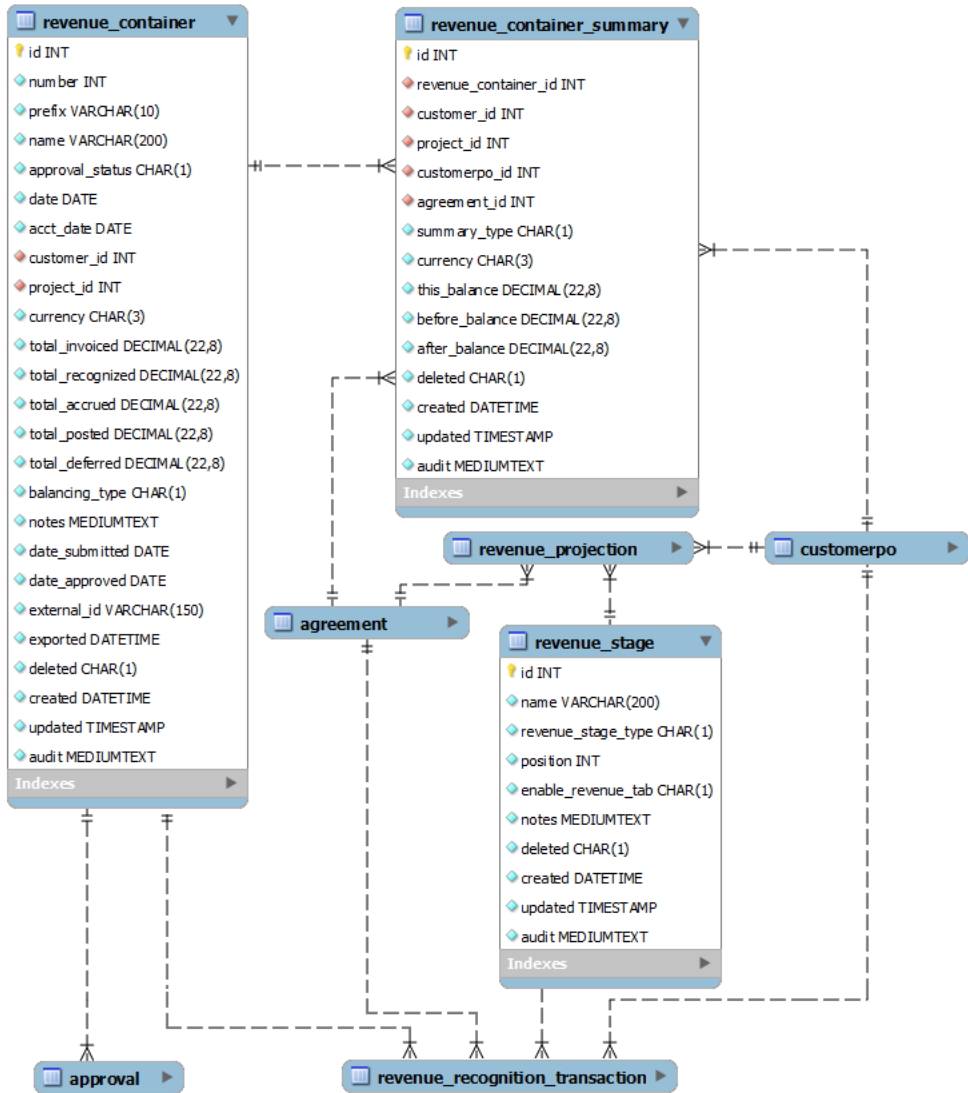 revenue_container
id INT
number INT
prefix VARCHAR(10)
name VARCHAR(200)
approval_status CHAR(1)
date DATE
acct_date DATE
customer_id INT
project_id INT
currency CHAR(3)
total_invoiced DECIMAL(22,8)
total_recognized DECIMAL(22,8)
total_accrued DECIMAL(22,8)
total_posted DECIMAL(22,8)
total_deferred DECIMAL(22,8)
balancing_type CHAR(1)
notes MEDIUMTEXT
date_submitted DATE
date_approved DATE
external_id VARCHAR(150)
exported DATETIME
deleted CHAR(1)
created DATETIME
updated TIMESTAMP
audit MEDIUMTEXT
Indexes
revenue_container_summary
id INT
revenue_container_id INT
customer_id INT
project_id INT
customerpo_id INT
agreement_id INT
summary_type CHAR(1)
currency CHAR(3)
this_balance DECIMAL(22,8)
before_balance DECIMAL(22,8)
after_balance DECIMAL(22,8)
deleted CHAR(1)
created DATETIME
updated TIMESTAMP
audit MEDIUMTEXT
Indexes
revenue_projection
customerpo
agreement
revenue_stage
id INT
name VARCHAR(200)
revenue_stage_type CHAR(1)
position INT
enable_revenue_tab CHAR(1)
notes MEDIUMTEXT
deleted CHAR(1)
created DATETIME
updated TIMESTAMP
audit MEDIUMTEXT
Indexes
approval
revenue_recognition_transaction